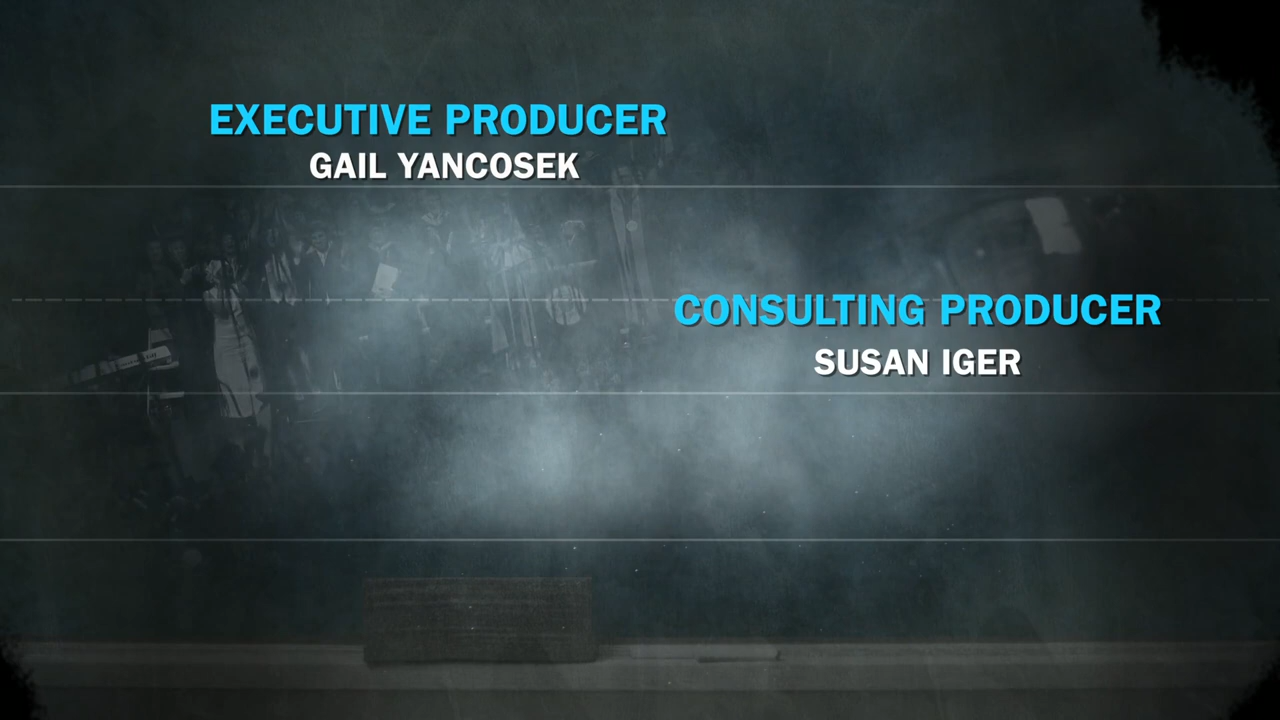 EXECUTIVE PRODUCER
GAIL YANCOSEK
CONSULTING PRODUCER
SUSAN IGER